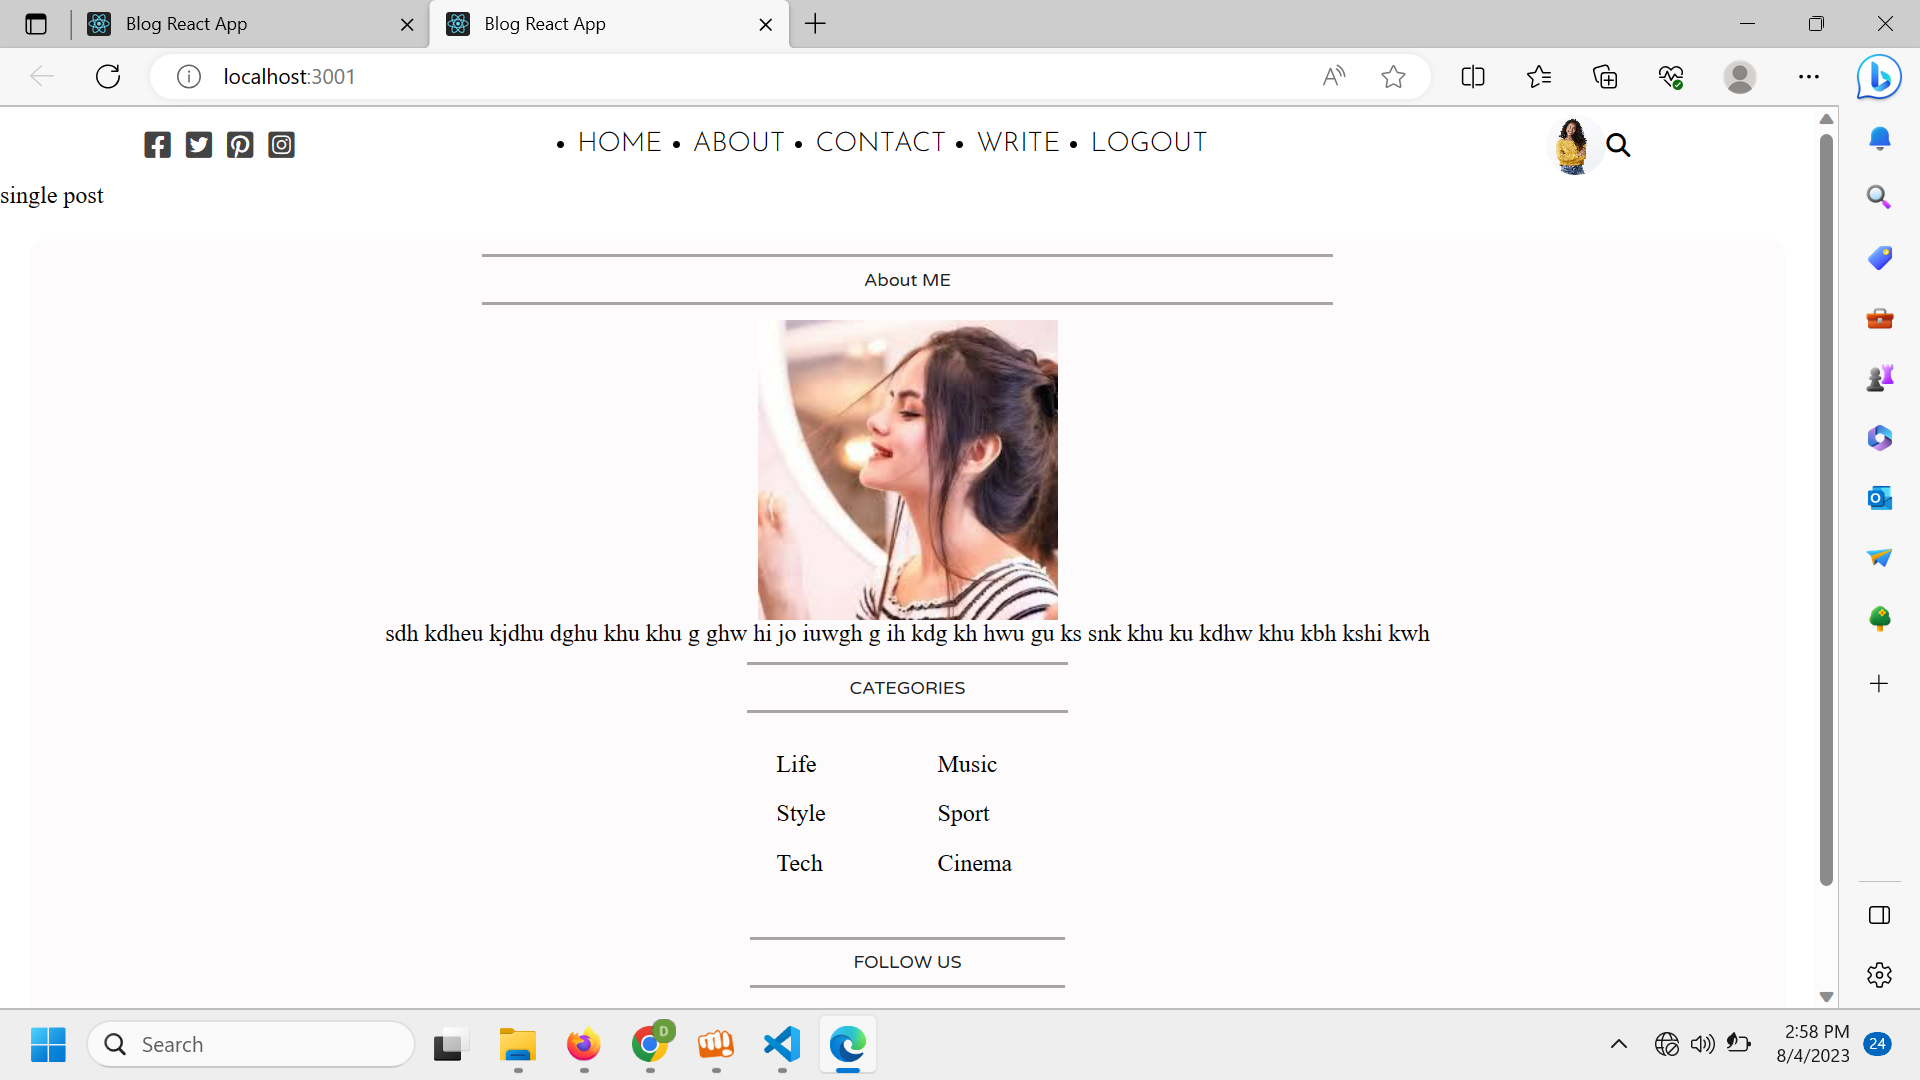 Blog React App
Blog React App
localhost:3001
• HOME • ABOUT • CONTACT • WRITE • LOGOUT
single post
About ME
sdh kdheu kjdhu dghu khu khu g ghw hi jo iuwgh g ih kdg kh hwu gu ks snk khu ku kdhw khu kbh kshi kwh
CATEGORIES
Life Music
Style Sport
Tech Cinema
FOLLOW US
Search
D
2:58 PM
8/4/2023
24